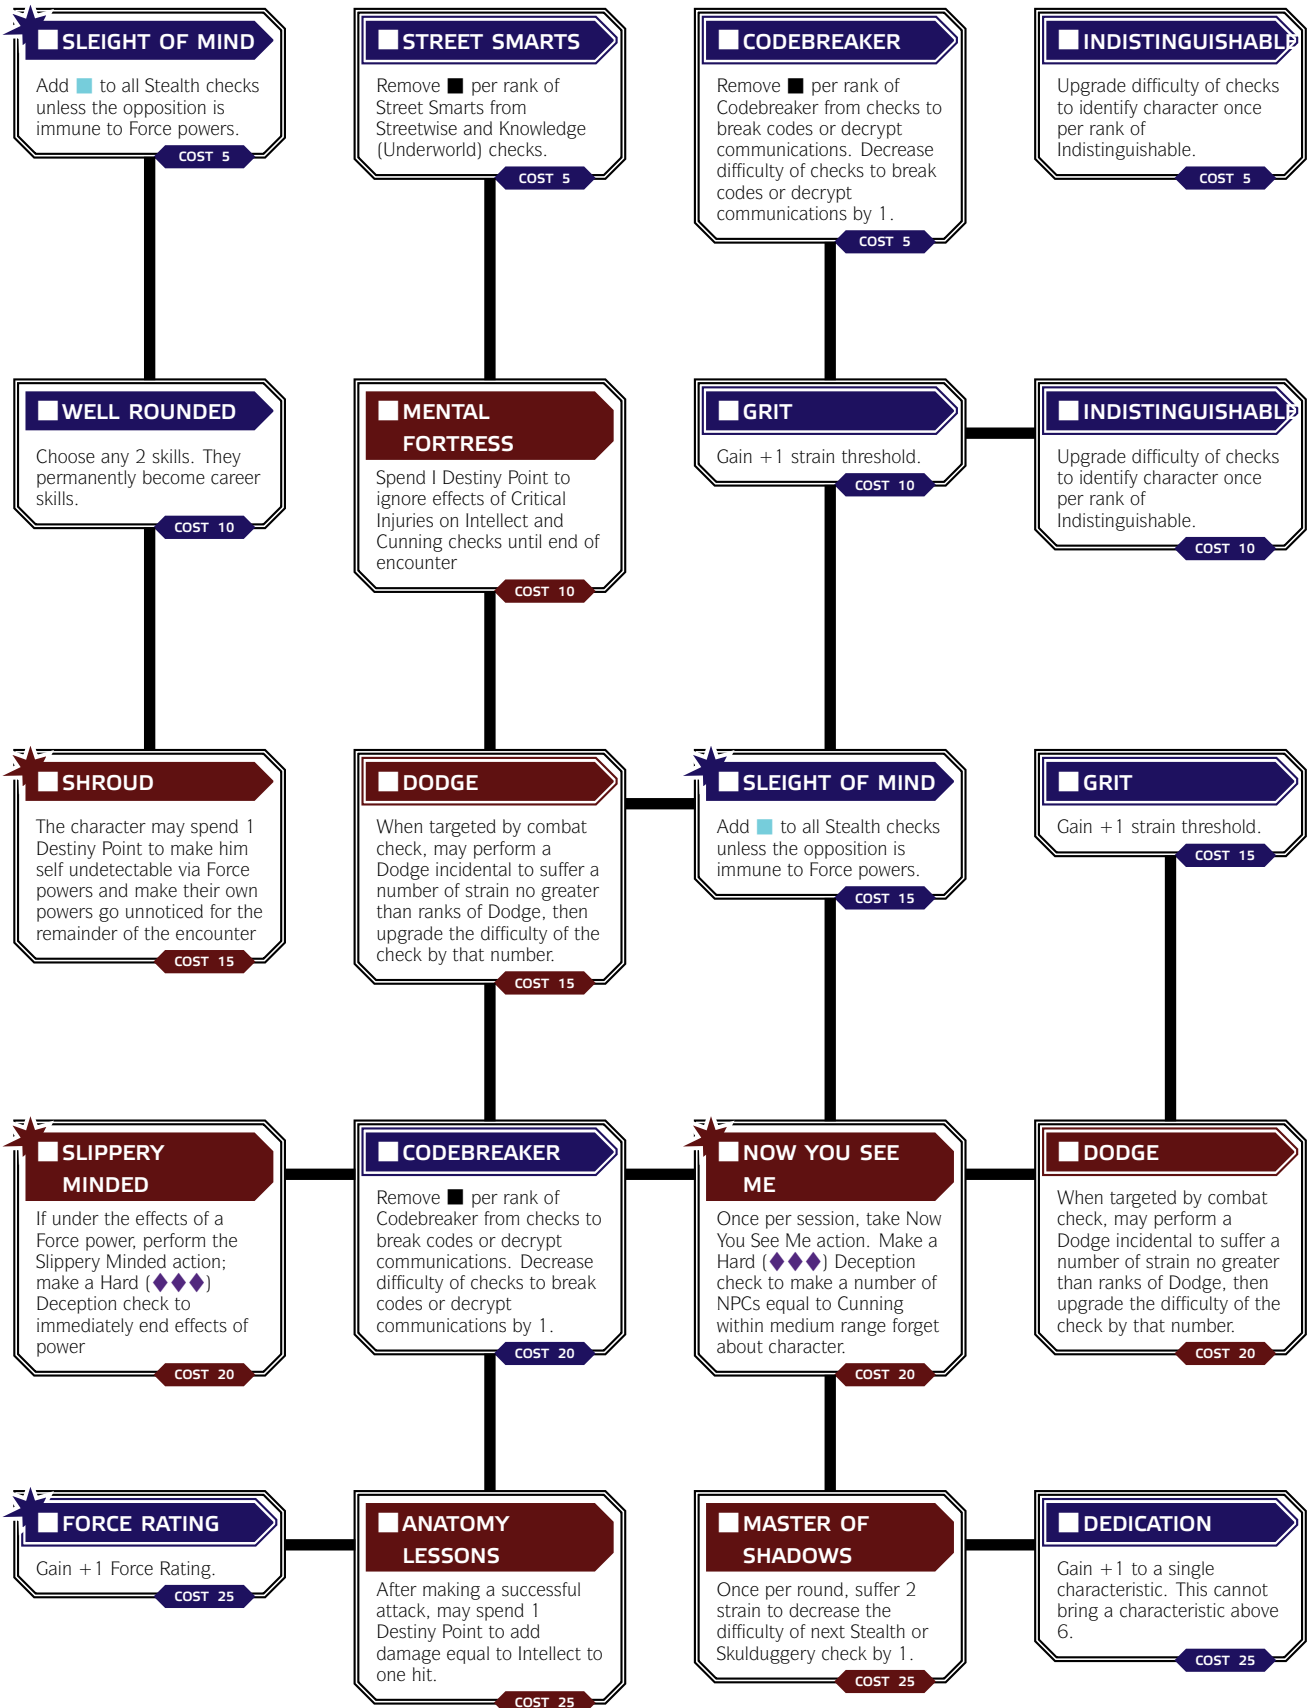 SLEIGHT OF MIND
Add to all Stealth checks
unless the opposition is
immune to Force powers.
COST 5
STREET SMARTS
Remove per rank of
Street Smarts from
Streetwise and Knowledge
(Underworld) checks.
COST 5
CODEBREAKER
Remove per rank of
Codebreaker from checks to
break codes or decrypt
communications. Decrease
difficulty of checks to break
codes or decrypt
communications by 1.
COST 5
INDISTINGUISHABLE
Upgrade difficulty of checks
to identify character once
per rank of
Indistinguishable.
COST 5
WELL ROUNDED
Choose any 2 skills. They
permanently become career
skills.
COST 10
MENTAL
FORTRESS
Spend I Destiny Point to
ignore effects of Critical
Injuries on Intellect and
Cunning checks until end of
encounter
COST 10
GRIT
Gain +1 strain threshold.
COST 10
INDISTINGUISHABLE
Upgrade difficulty of checks
to identify character once
per rank of
Indistinguishable.
COST 10
SHROUD
The character may spend 1
Destiny Point to make him
self undetectable via Force
powers and make their own
powers go unnoticed for the
remainder of the encounter
COST 15
DODGE
When targeted by combat
check, may perform a
Dodge incidental to suffer a
number of strain no greater
than ranks of Dodge, then
upgrade the difficulty of the
check by that number.
COST 15
SLEIGHT OF MIND
Add to all Stealth checks
unless the opposition is
immune to Force powers.
COST 15
GRIT
Gain +1 strain threshold.
COST 15
SLIPPERY
MINDED
If under the effects of a
Force power, perform the
Slippery Minded action;
make a Hard (♦♦♦)
Deception check to
immediately end effects of
power
COST 20
CODEBREAKER
Remove per rank of
Codebreaker from checks to
break codes or decrypt
communications. Decrease
difficulty of checks to break
codes or decrypt
communications by 1.
COST 20
NOW YOU SEE
ME
Once per session, take Now
You See Me action. Make a
Hard (♦♦♦) Deception
check to make a number of
NPCs equal to Cunning
within medium range forget
about character.
COST 20
DODGE
When targeted by combat
check, may perform a
Dodge incidental to suffer a
number of strain no greater
than ranks of Dodge, then
upgrade the difficulty of the
check by that number.
COST 20
FORCE RATING
Gain +1 Force Rating.
COST 25
ANATOMY
LESSONS
After making a successful
attack, may spend 1
Destiny Point to add
damage equal to Intellect to
one hit.
COST 25
MASTER OF
SHADOWS
Once per round, suffer 2
strain to decrease the
difficulty of next Stealth or
Skulduggery check by 1.
COST 25
DEDICATION
Gain +1 to a single
characteristic. This cannot
bring a characteristic above
6.
COST 25